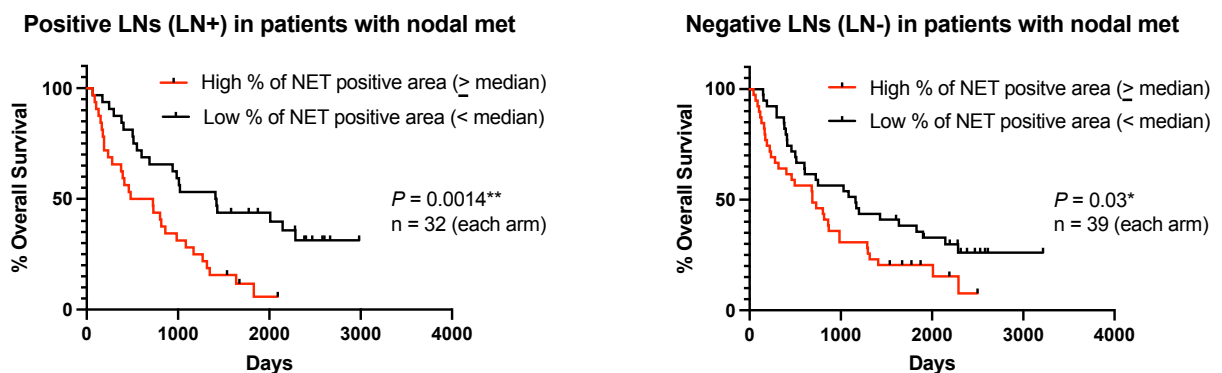 Positive LNs (LN+) in patients with nodal met
High % of NET positive area (≥ median)
Low % of NET positive area (< median)
P = 0.0014**
n = 32 (each arm)
% Overall Survival
100
50
0
0 1000 2000 3000 4000
Days
Negative LNs (LN-) in patients with nodal met
High % of NET positive area (≥ median)
Low % of NET positive area (< median)
P = 0.03*
n = 39 (each arm)
% Overall Survival
100
50
0
0 1000 2000 3000 4000
Days